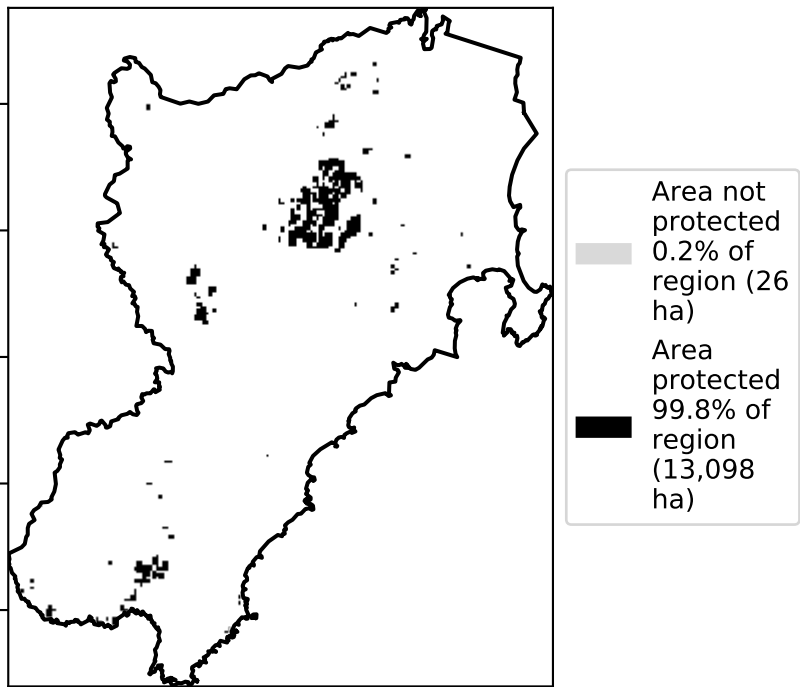 Area not
protected
0.2% of
region (26
ha)
Area
protected
99.8% of
region
(13,098
ha)